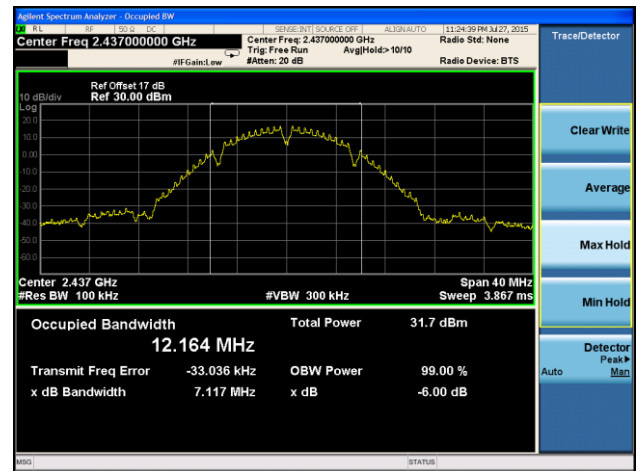 Agilent Spectrum Analyzer - Occupied BW
RL RF 50 Ω DC SENSE:INT SOURCE OFF ALIGN AUTO 11:24:39 PM Jul 27, 2015
Center Freq 2.437000000 GHz Center Freq: 2.437000000 GHz Radio Std: None
Trig: Free Run Avg|Hold:> 10/10
#IFGain:Low #Atten: 20 dB Radio Device: BTS
Trace/Detector
Ref Offset 17 dB
10 dB/div Ref 30.00 dBm
Log
20.0
10.0
0.00
-10.0
-20.0
-30.0
-40.0
-50.0
-60.0
Center 2.437 GHz Span 40 MHz
#Res BW 100 kHz #VBW 300 kHz Sweep 3.867 ms
Occupied Bandwidth Total Power 31.7 dBm
12.164 MHz
Transmit Freq Error -33.036 kHz OBW Power 99.00 %
x dB Bandwidth 7.117 MHz x dB -6.00 dB
Clear Write
Average
Max Hold
Min Hold
Detector
Peak▶
Auto Man
MSG STATUS